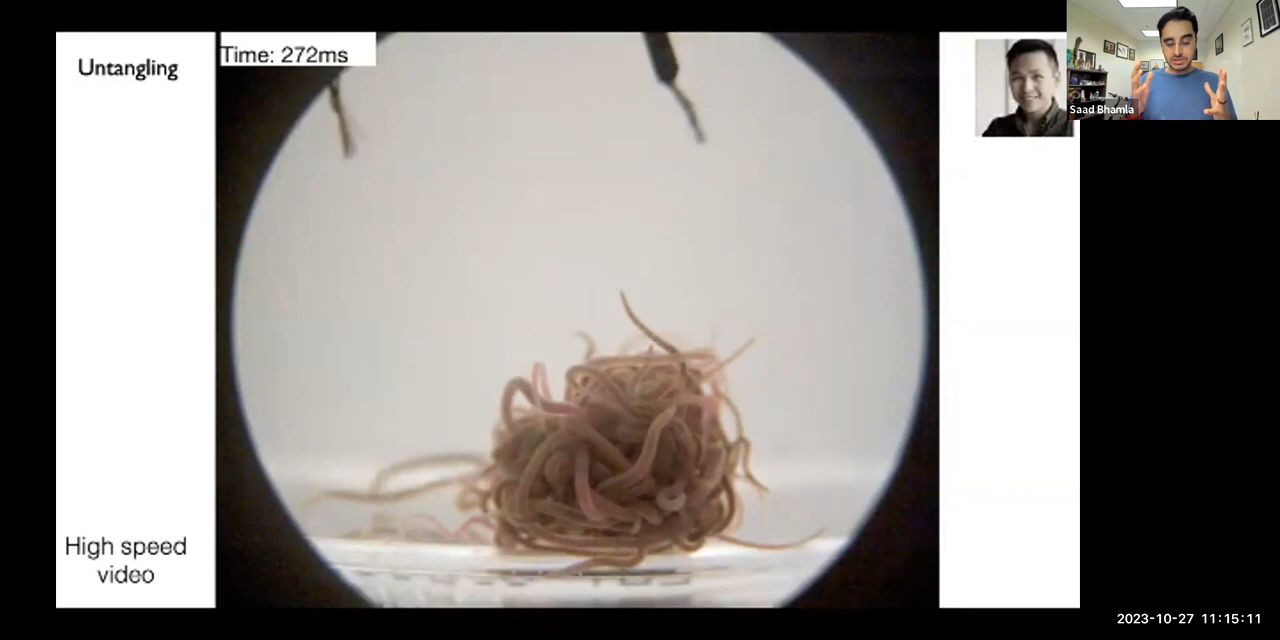 Untangling
Time: 272ms
Saad Bhamla
High speed
video
2023-10-27 11:15:11